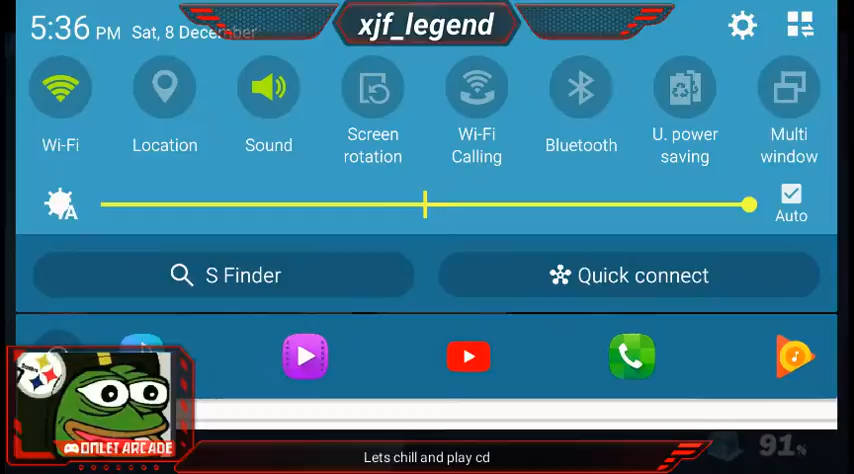 5:36 PM Sat, 8 December
xjf_legend
Wi-Fi
Location
Sound
Screen
rotation
Wi-Fi
Calling
Bluetooth
U. power
saving
Multi
window
A
Auto
S Finder
Quick connect
OMLET ARCADE
Lets chill and play cd
91%